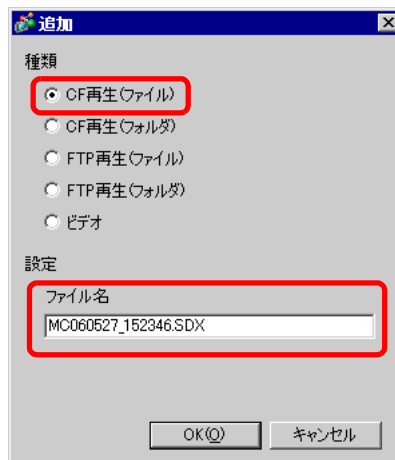 追加
種類
CF再生(ファイル)
CF再生(フォルダ)
FTP再生(ファイル)
FTP再生(フォルダ)
ビデオ
設定
ファイル名
MC060527_152346.SDX
OK(O) キャンセル